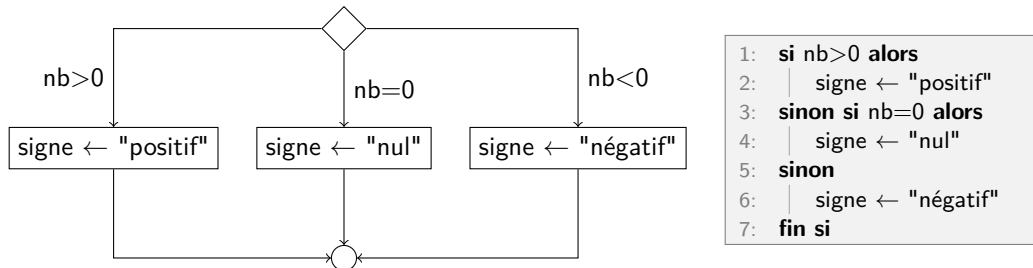 nb>0
nb=0
nb<0
signe ← "positif"
signe ← "nul"
signe ← "négatif"
1: si nb>0 alors
2: signe ← "positif"
3: sinon si nb=0 alors
4: signe ← "nul"
5: sinon
6: signe ← "négatif"
7: fin si